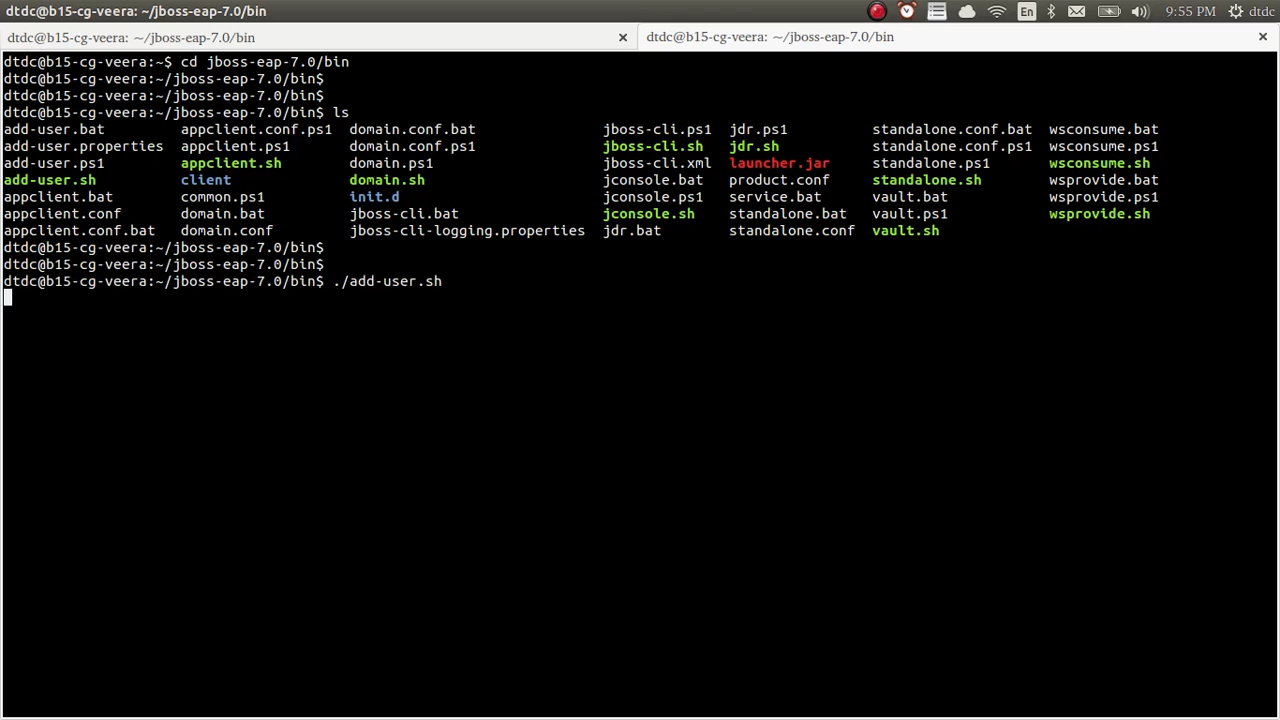 dtdc@b15-cg-veera: ~/jboss-eap-7.0/bin En 9:55 PM dtdc
dtdc@b15-cg-veera: ~/jboss-eap-7.0/bin × dtdc@b15-cg-veera: ~/jboss-eap-7.0/bin ×
dtdc@b15-cg-veera:~$ cd jboss-eap-7.0/bin
dtdc@b15-cg-veera:~/jboss-eap-7.0/bin$
dtdc@b15-cg-veera:~/jboss-eap-7.0/bin$
dtdc@b15-cg-veera:~/jboss-eap-7.0/bin$ ls
add-user.bat appclient.conf.ps1 domain.conf.bat jboss-cli.ps1 jdr.ps1 standalone.conf.bat wsconsume.bat
add-user.properties appclient.ps1 domain.conf.ps1 jboss-cli.sh jdr.sh standalone.conf.ps1 wsconsume.ps1
add-user.ps1 appclient.sh domain.ps1 jboss-cli.xml launcher.jar standalone.ps1 wsconsume.sh
add-user.sh client domain.sh jconsole.bat product.conf standalone.sh wsprovide.bat
appclient.bat common.ps1 init.d jconsole.ps1 service.bat vault.bat wsprovide.ps1
appclient.conf domain.bat jboss-cli.bat jconsole.sh standalone.bat vault.ps1 wsprovide.sh
appclient.conf.bat domain.conf jboss-cli-logging.properties jdr.bat standalone.conf vault.sh
dtdc@b15-cg-veera:~/jboss-eap-7.0/bin$
dtdc@b15-cg-veera:~/jboss-eap-7.0/bin$
dtdc@b15-cg-veera:~/jboss-eap-7.0/bin$ ./add-user.sh